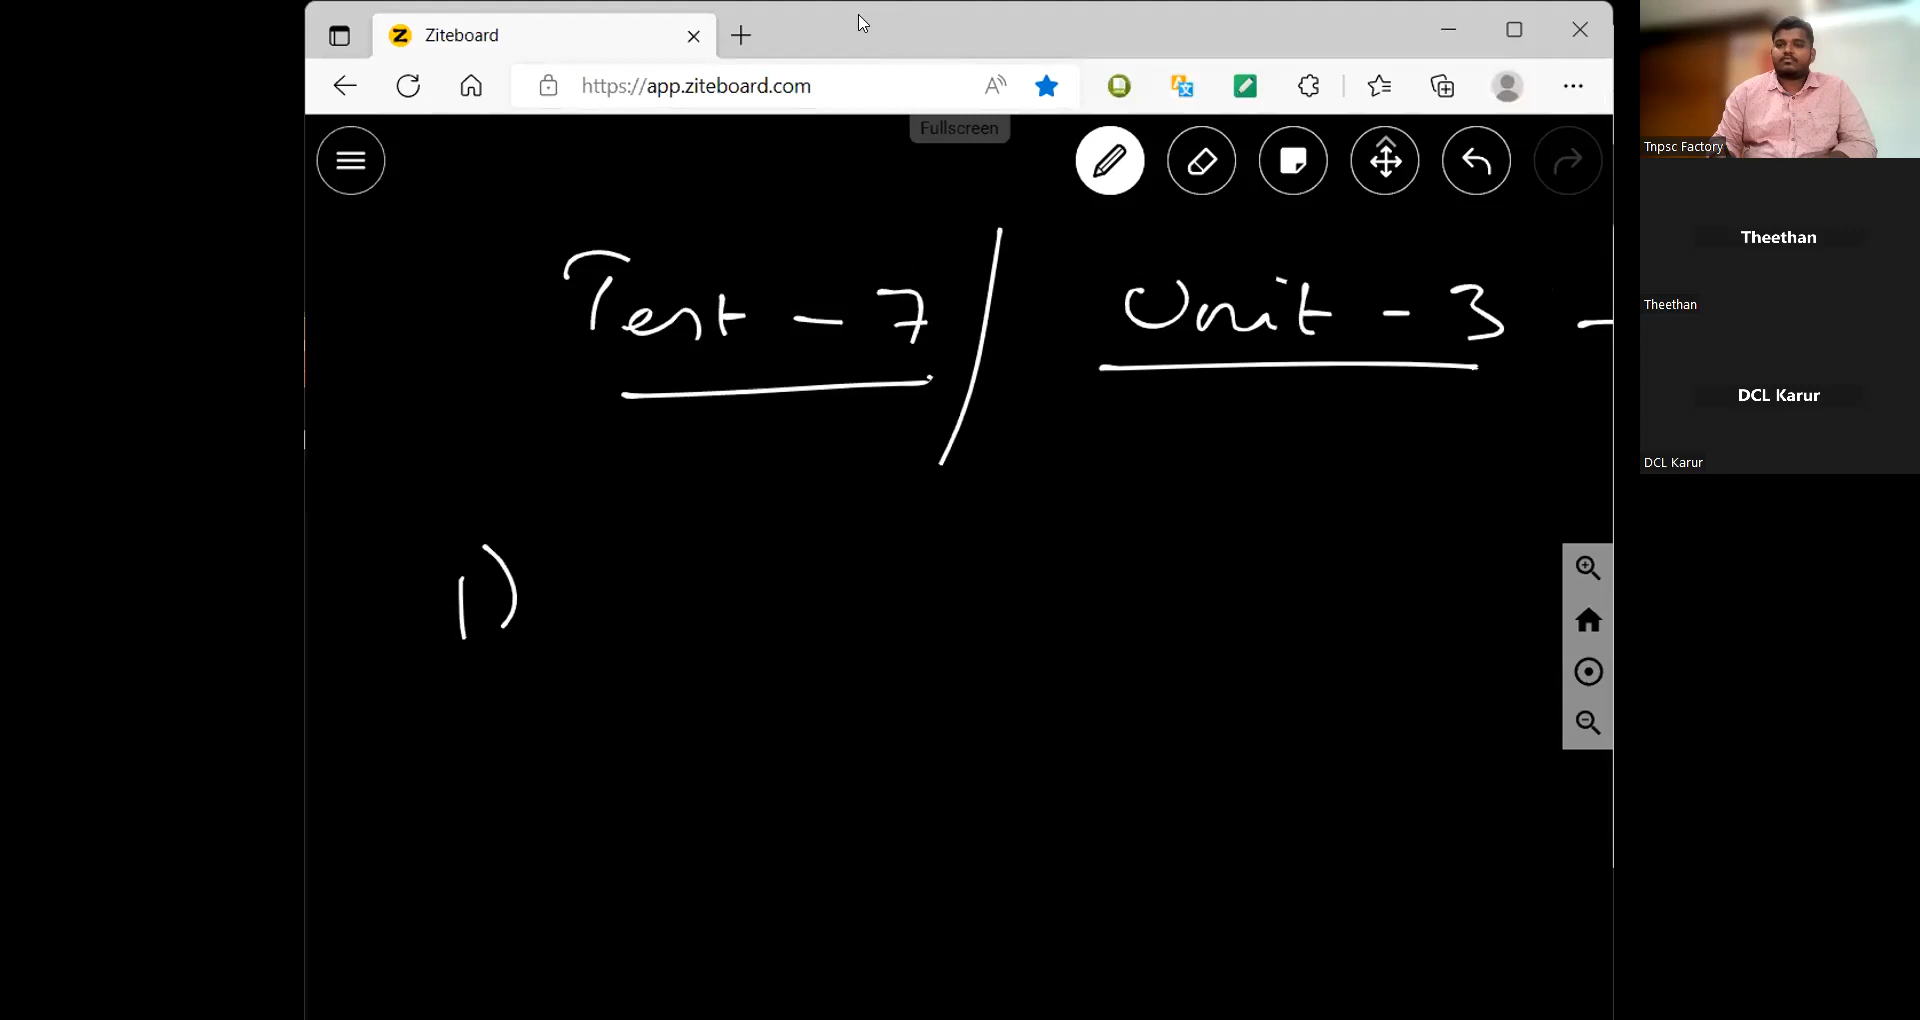 Ziteboard
https://app.ziteboard.com
Fullscreen
Test - 7 / Unit - 3 -
1)
Tnpsc Factory
Theethan
Theethan
DCL Karur
DCL Karur